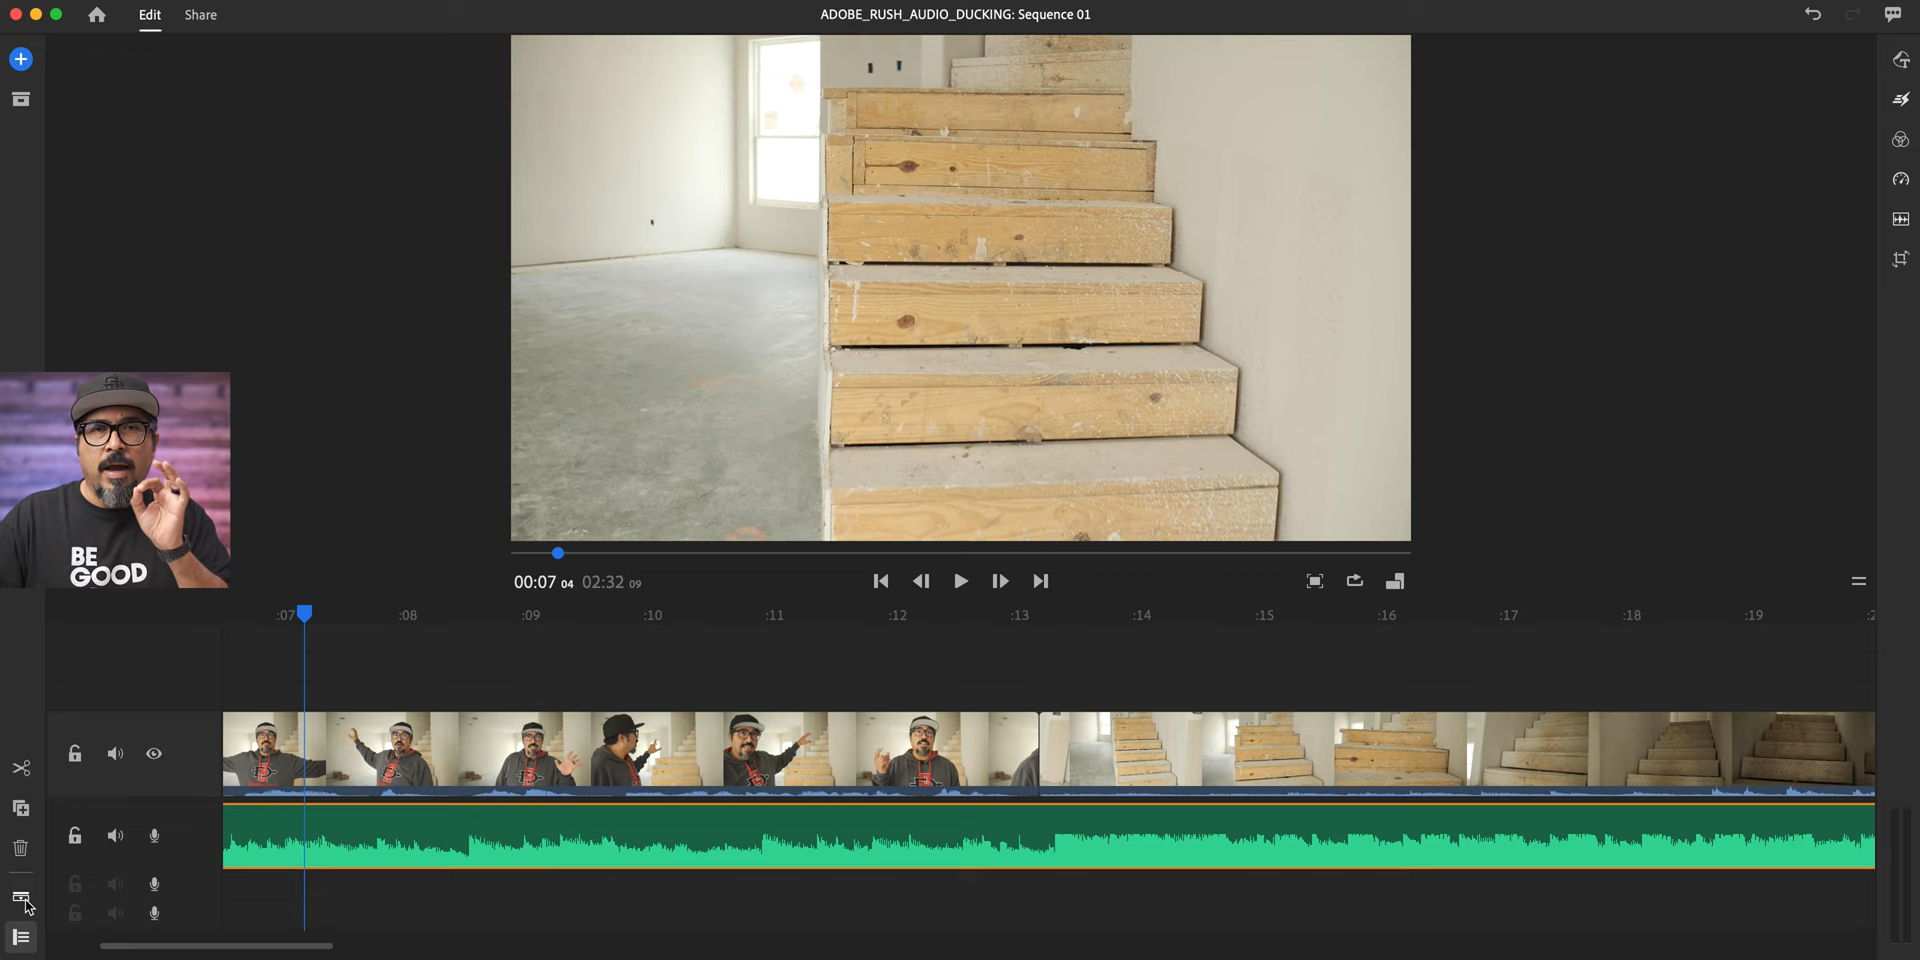 Edit
Share
ADOBE_RUSH_AUDIO_DUCKING: Sequence 01
BE
GOOD
00:07 04 02:32 09
:07 :08 :09 :10 :11 :12 :13 :14 :15 :16 :17 :18 :19 :2